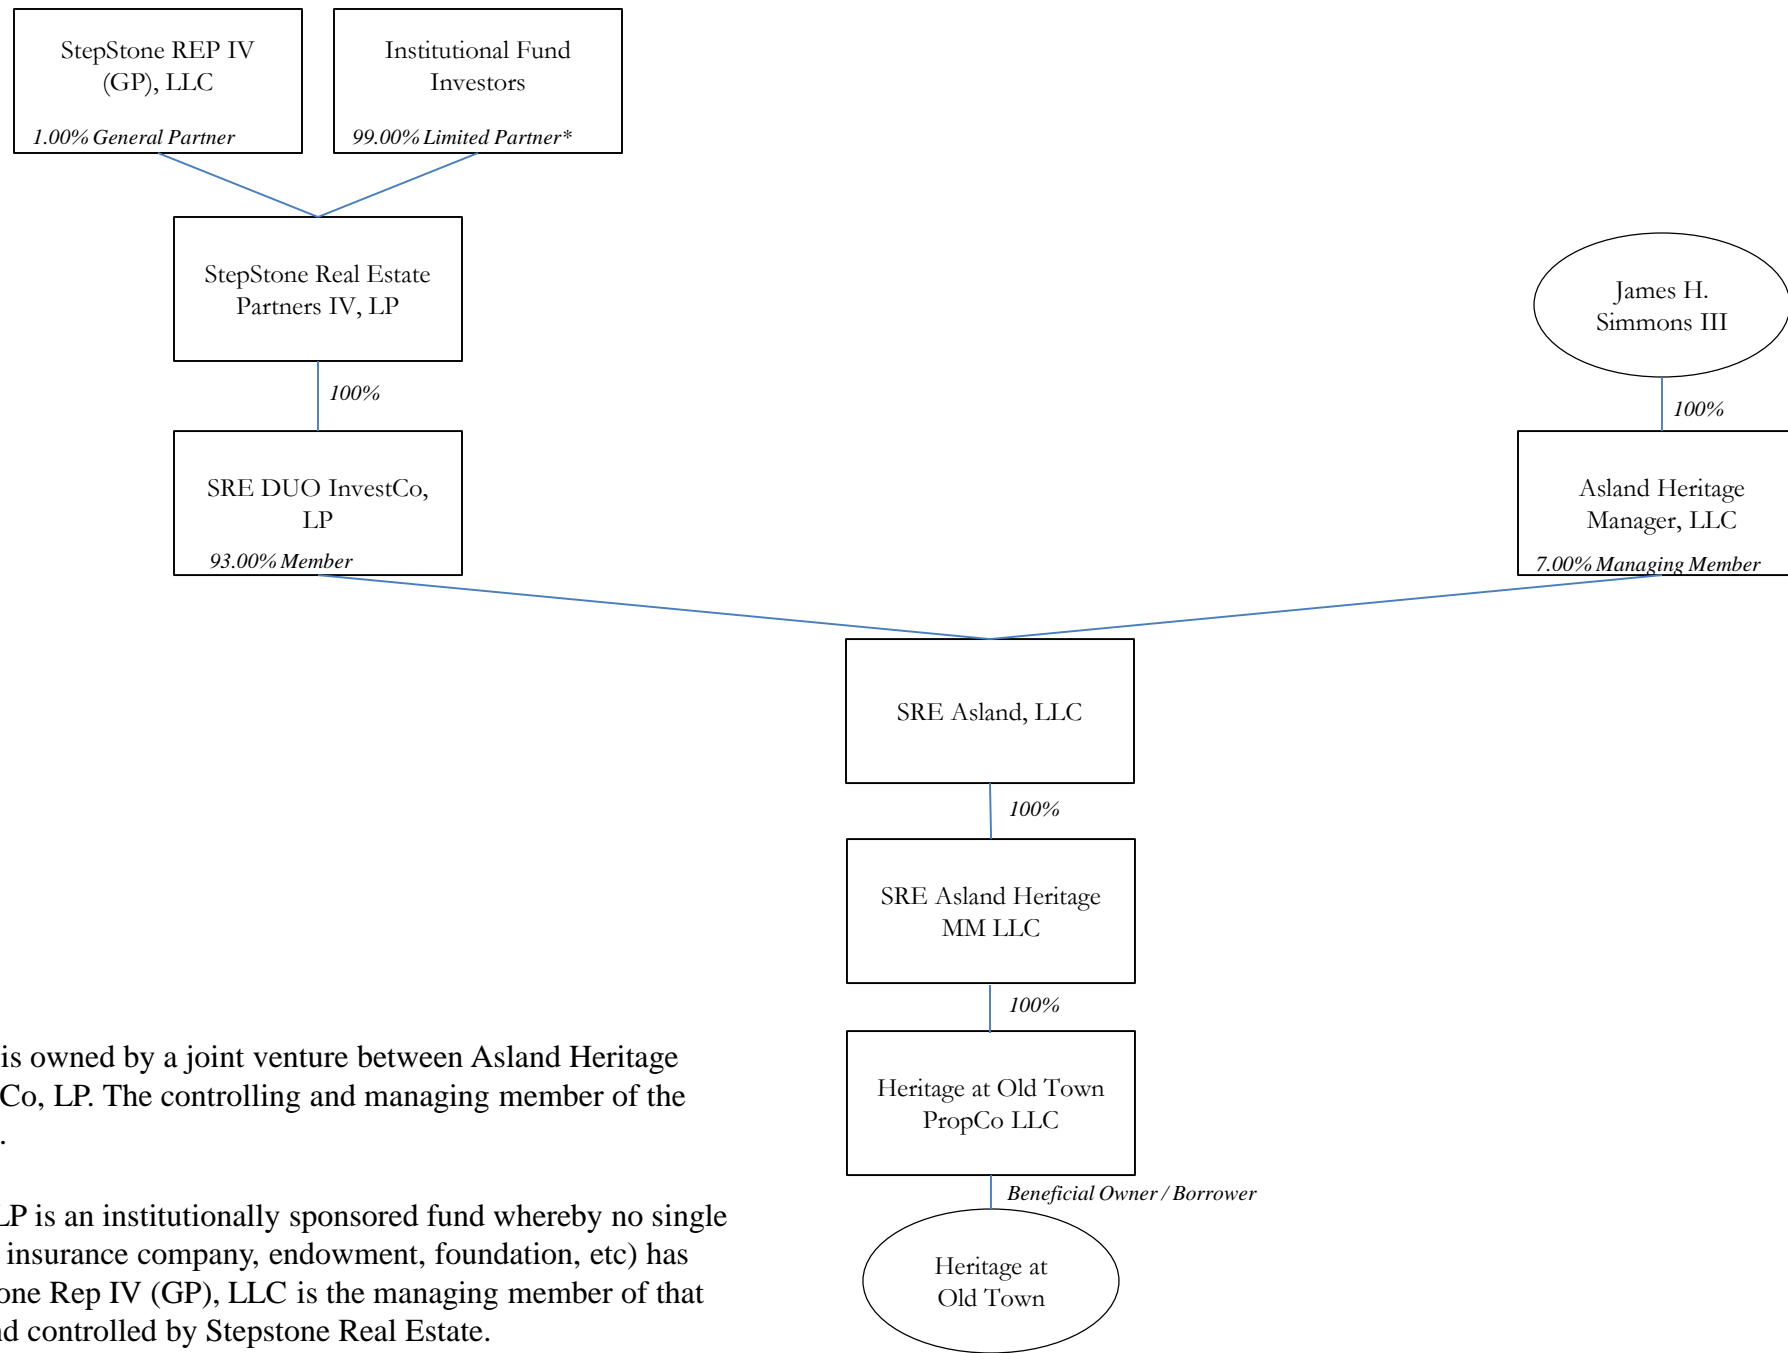 StepStone REP IV
(GP), LLC
1.00% General Partner
Institutional Fund
Investors
99.00% Limited Partner*
StepStone Real Estate
Partners IV, LP
James H.
Simmons III
100%
100%
SRE DUO InvestCo,
LP
93.00% Member
Asland Heritage
Manager, LLC
7.00% Managing Member
SRE Asland, LLC
100%
SRE Asland Heritage
MM LLC
100%
Heritage at Old Town
PropCo LLC
Beneficial Owner / Borrower
Heritage at
Old Town
is owned by a joint venture between Asland Heritage
Co, LP. The controlling and managing member of the
.
LP is an institutionally sponsored fund whereby no single
insurance company, endowment, foundation, etc) has
one Rep IV (GP), LLC is the managing member of that
nd controlled by Stepstone Real Estate.